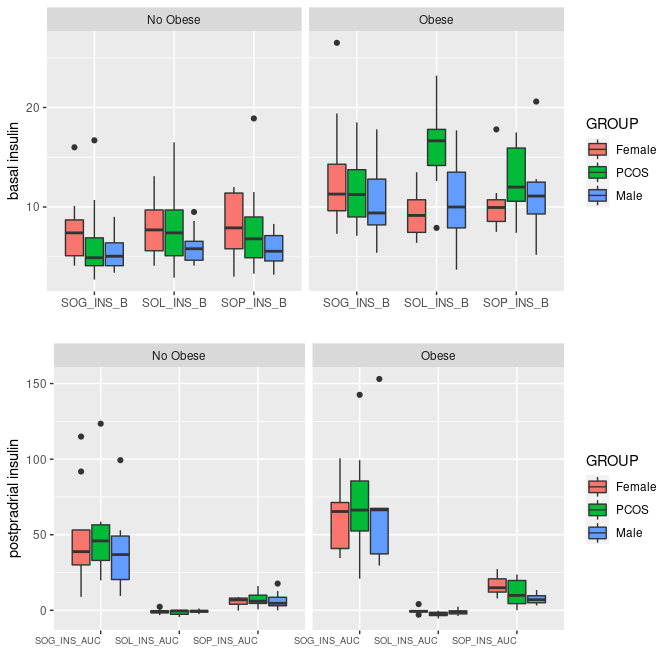 No Obese
Obese
20
10
basal insulin
SOG_INS_B
SOL_INS_B
SOP_INS_B
SOG_INS_B
SOL_INS_B
SOP_INS_B
GROUP
Female
PCOS
Male
No Obese
Obese
150
100
50
0
postpradrial insulin
SOG_INS_AUC
SOL_INS_AUC
SOP_INS_AUC
SOG_INS_AUC
SOL_INS_AUC
SOP_INS_AUC
GROUP
Female
PCOS
Male